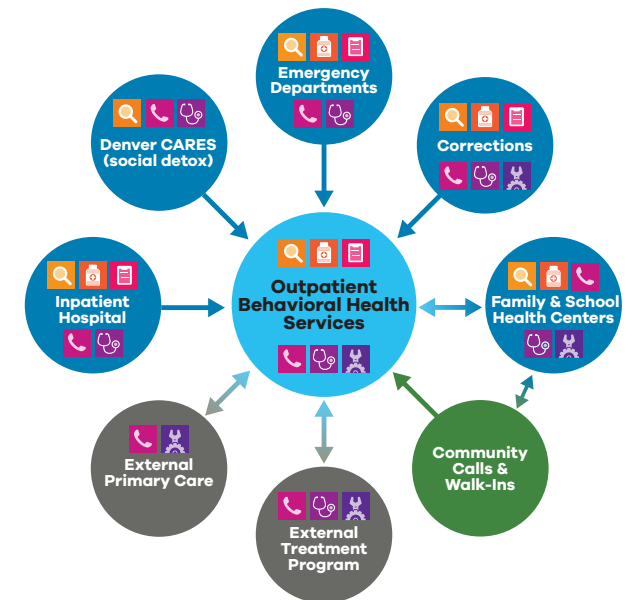 Emergency
Departments
Denver CARES
(social detox)
Corrections
Inpatient
Hospital
Outpatient
Behavioral Health
Services
Family & School
Health Centers
External
Primary Care
Community
Calls &
Walk-Ins
External
Treatment
Program